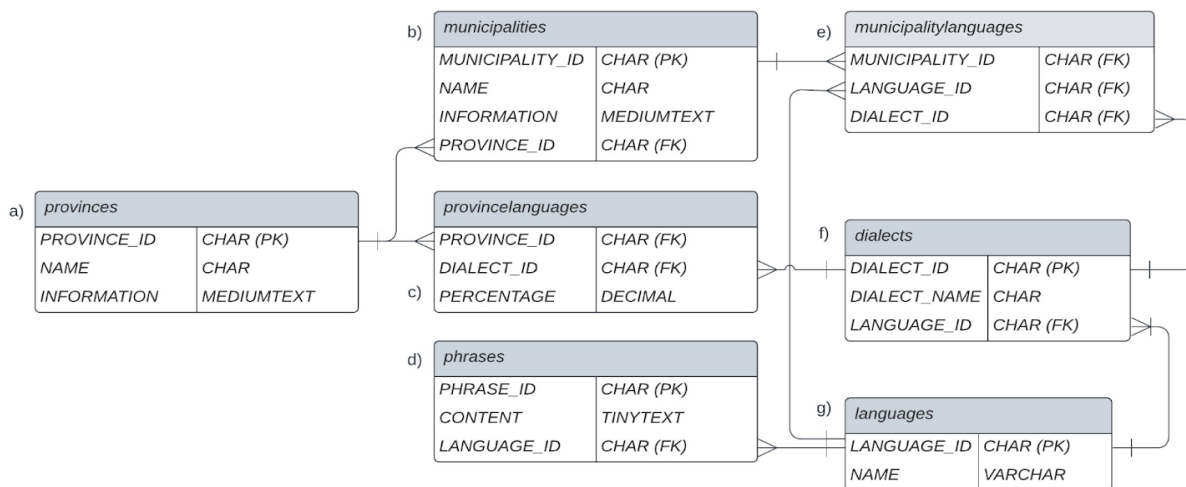 a)
provinces
PROVINCE_ID CHAR (PK)
NAME CHAR
INFORMATION MEDIUMTEXT
b)
municipalities
MUNICIPALITY_ID CHAR (PK)
NAME CHAR
INFORMATION MEDIUMTEXT
PROVINCE_ID CHAR (FK)
provincelanguages
PROVINCE_ID CHAR (FK)
DIALECT_ID CHAR (FK)
c)
PERCENTAGE DECIMAL
d)
phrases
PHRASE_ID CHAR (PK)
CONTENT TINYTEXT
LANGUAGE_ID CHAR (FK)
e)
municipalitylanguages
MUNICIPALITY_ID CHAR (FK)
LANGUAGE_ID CHAR (FK)
DIALECT_ID CHAR (FK)
f)
dialects
DIALECT_ID CHAR (PK)
DIALECT_NAME CHAR
LANGUAGE_ID CHAR (FK)
g)
languages
LANGUAGE_ID CHAR (PK)
NAME VARCHAR